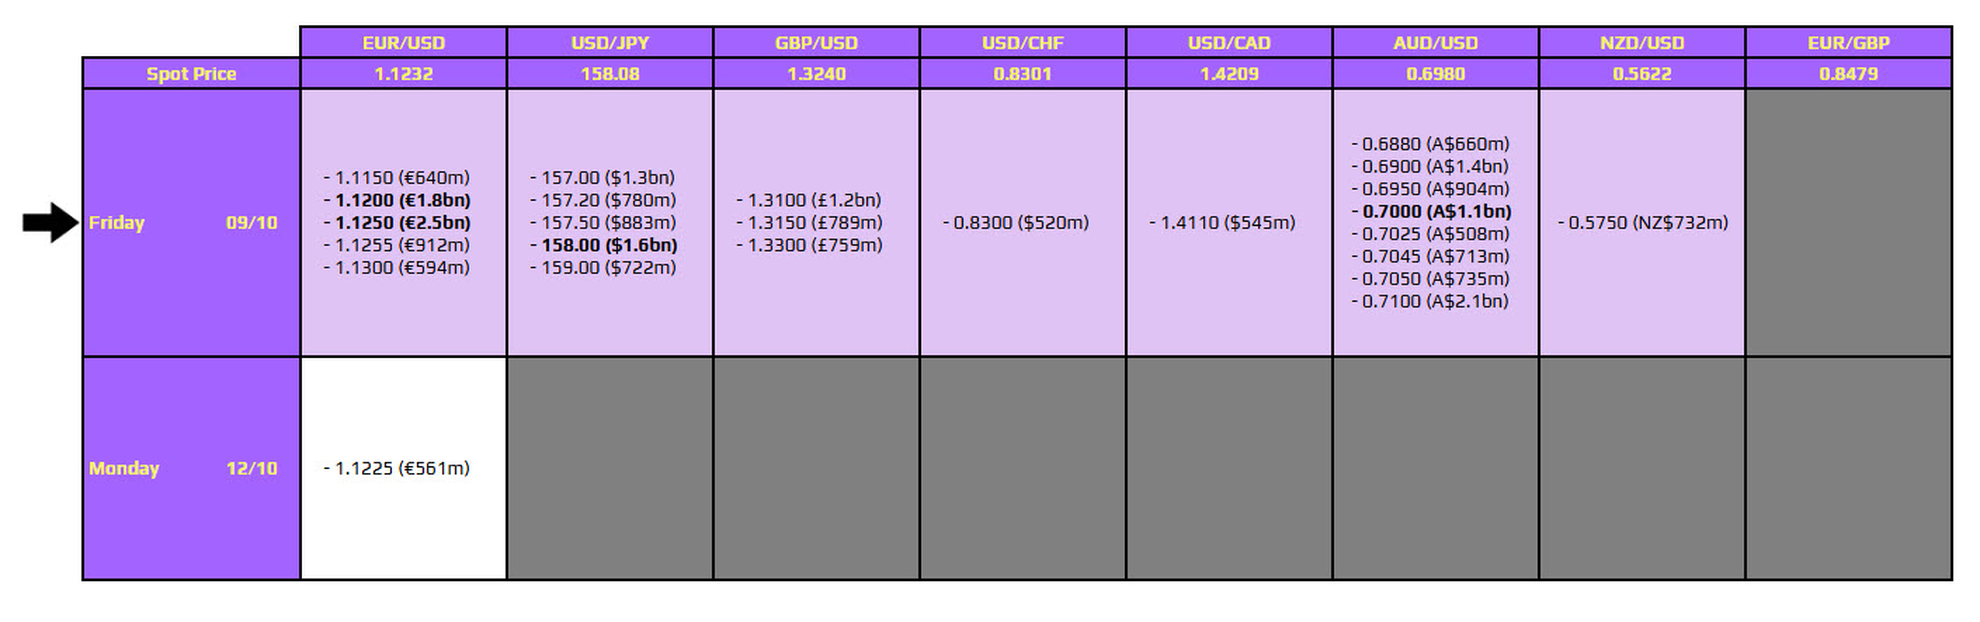 EUR/USD USD/JPY GBP/USD USD/CHF USD/CAD AUD/USD NZD/USD EUR/GBP
Spot Price 1.1232 158.08 1.3240 0.8301 1.4209 0.6980 0.5622 0.8479
Friday 09/10
- 1.1150 (€640m)
- 1.1200 (€1.8bn)
- 1.1250 (€2.5bn)
- 1.1255 (€912m)
- 1.1300 (€594m)
- 157.00 ($1.3bn)
- 157.20 ($780m)
- 157.50 ($883m)
- 158.00 ($1.6bn)
- 159.00 ($722m)
- 1.3100 (£1.2bn)
- 1.3150 (£789m)
- 1.3300 (£759m)
- 0.8300 ($520m)
- 1.4110 ($545m)
- 0.6880 (A$660m)
- 0.6900 (A$1.4bn)
- 0.6950 (A$904m)
- 0.7000 (A$1.1bn)
- 0.7025 (A$508m)
- 0.7045 (A$713m)
- 0.7050 (A$735m)
- 0.7100 (A$2.1bn)
- 0.5750 (NZ$732m)
Monday 12/10
- 1.1225 (€561m)